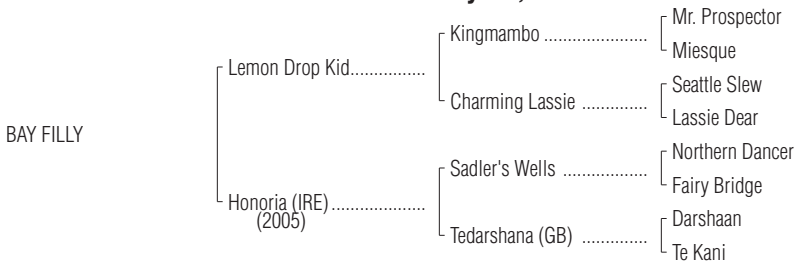 Mr. Prospector
Kingmambo ......................
Miesque
Lemon Drop Kid................
Seattle Slew
Charming Lassie ..............
Lassie Dear
BAY FILLY
Northern Dancer
Sadler's Wells ..................
Fairy Bridge
Honoria (IRE)....................
(2005)
Darshaan
Tedarshana (GB) ..............
Te Kani